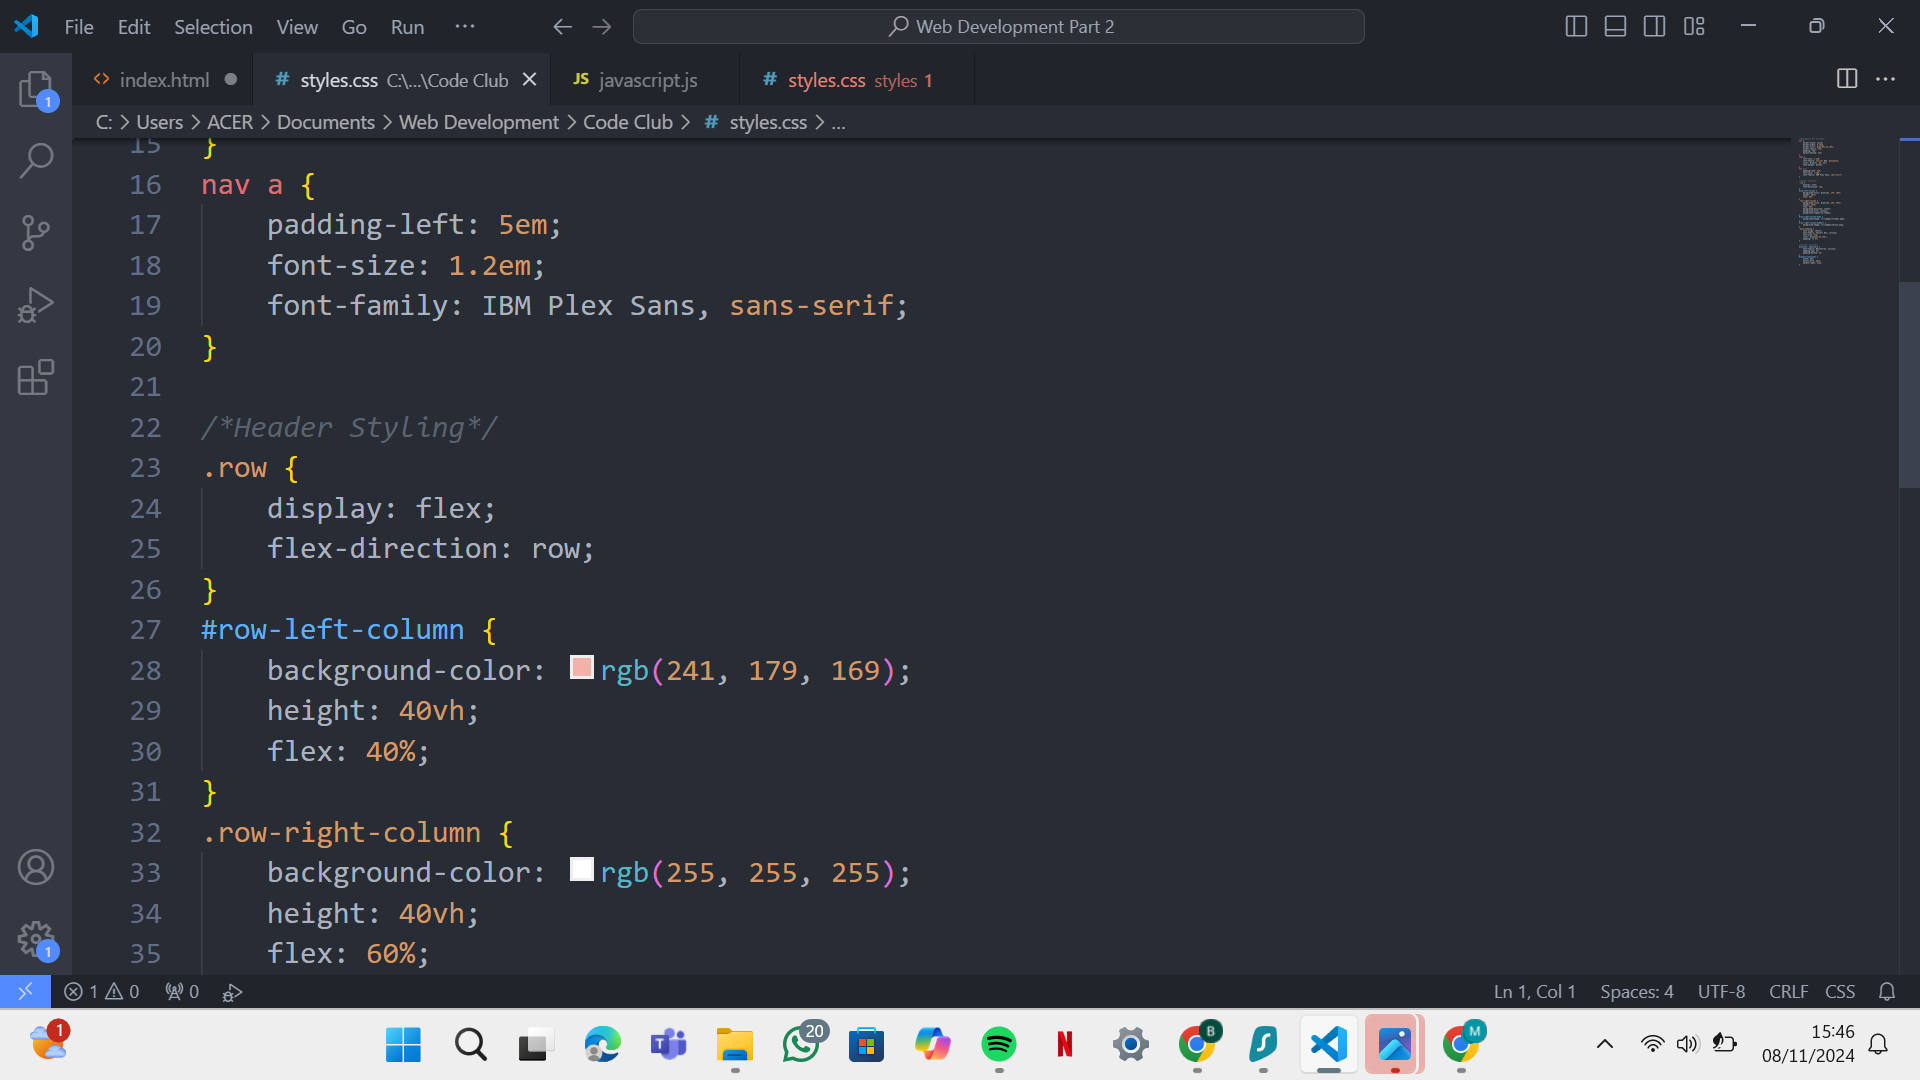 File Edit Selection View Go Run ··· Web Development Part 2
index.html styles.css C:\...\Code Club JS javascript.js styles.css styles 1
C: > Users > ACER > Documents > Web Development > Code Club > # styles.css > ...
15 }
16 nav a {
17 padding-left: 5em;
18 font-size: 1.2em;
19 font-family: IBM Plex Sans, sans-serif;
20 }
21
22 /*Header Styling*/
23 .row {
24 display: flex;
25 flex-direction: row;
26 }
27 #row-left-column {
28 background-color: rgb(241, 179, 169);
29 height: 40vh;
30 flex: 40%;
31 }
32 .row-right-column {
33 background-color: rgb(255, 255, 255);
34 height: 40vh;
35 flex: 60%;
1
1
1 0 0 Ln 1, Col 1 Spaces: 4 UTF-8 CRLF CSS
1 T 20 N B M 15:46
08/11/2024